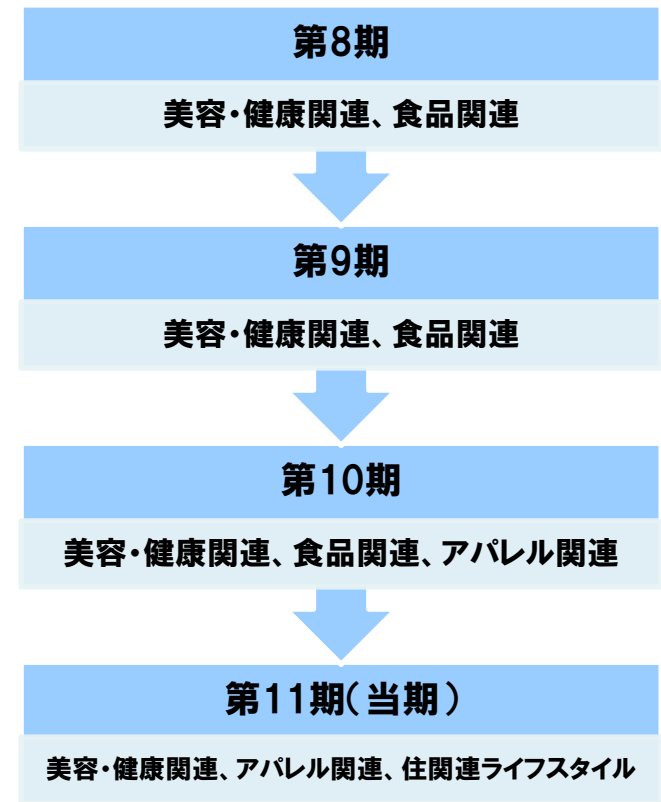 第8期
美容・健康関連、食品関連
第9期
美容・健康関連、食品関連
第10期
美容・健康関連、食品関連、アパレル関連
第11期(当期)
美容・健康関連、アパレル関連、住関連ライフスタイル